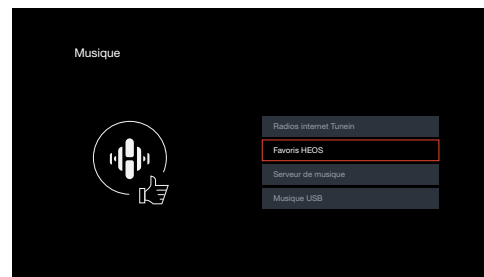 Musique
Radios internet Tunein
Favoris HEOS
Serveur de musique
Musique USB